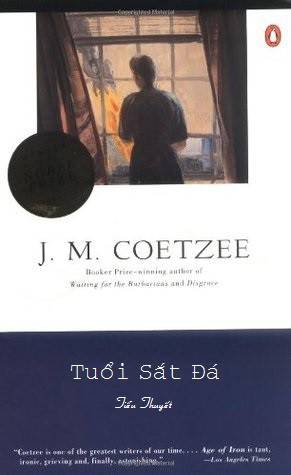 J. M. COETZEE
Booker Prize-winning author of
Waiting for the Barbarians and Disgrace
Tuổi Sắt Đá
Tiểu Thuyết
"Coetzee is one of the greatest writers of our time. . . . Age of Iron is taut,
ironic, grieving and, finally, astonishing."—Los Angeles Times